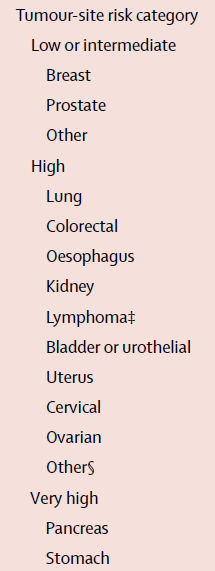 Tumour-site risk category
Low or intermediate
Breast
Prostate
Other
High
Lung
Colorectal
Oesophagus
Kidney
Lymphoma‡
Bladder or urothelial
Uterus
Cervical
Ovarian
Other§
Very high
Pancreas
Stomach